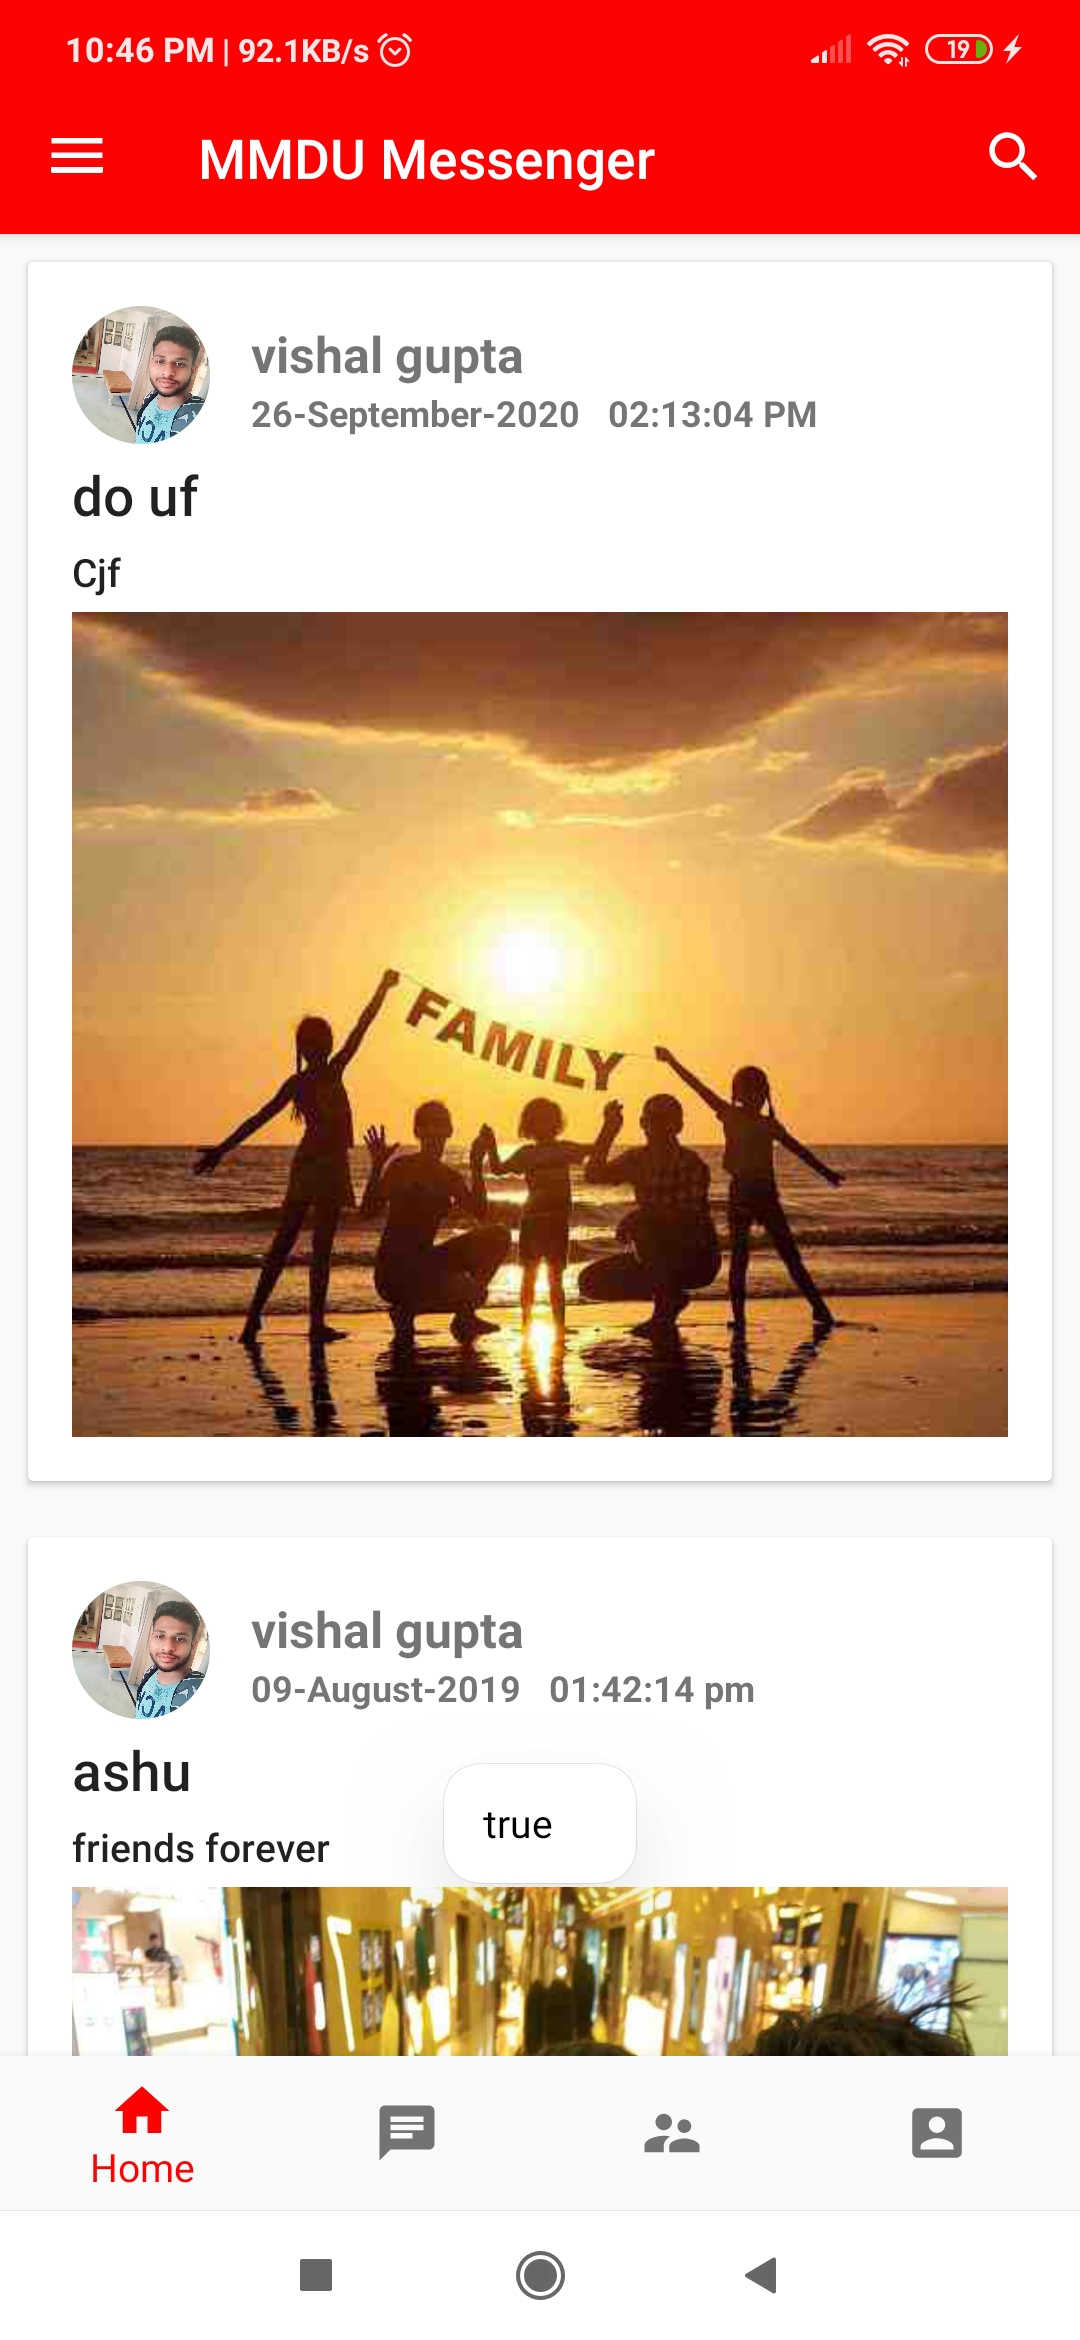 10:46 PM | 92.1KB/s
19
MMDU Messenger
vishal gupta
26-September-2020 02:13:04 PM
do uf
Cjf
FAMILY
vishal gupta
09-August-2019 01:42:14 pm
ashu
true
friends forever
Home